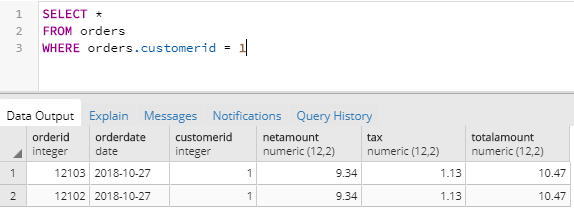 1 SELECT *
2 FROM orders
3 WHERE orders.customerid = 1
Data Output Explain Messages Notifications Query History
orderid orderdate customerid netamount tax totalamount
integer date integer numeric (12,2) numeric (12,2) numeric (12,2)
1 12103 2018-10-27 1 9.34 1.13 10.47
2 12102 2018-10-27 1 9.34 1.13 10.47